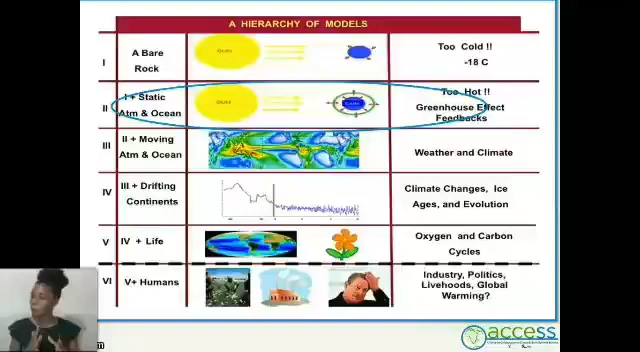 A HIERARCHY OF MODELS
I
A Bare
Rock
Too Cold !!
-18 C
II
I + Static
Atm & Ocean
Too Hot !!
Greenhouse Effect
Feedbacks
III
II + Moving
Atm & Ocean
Weather and Climate
IV
III + Drifting
Continents
Climate Changes, Ice
Ages, and Evolution
V
IV + Life
Oxygen and Carbon
Cycles
VI
V+ Humans
Industry, Politics,
Livehoods, Global
Warming?
access